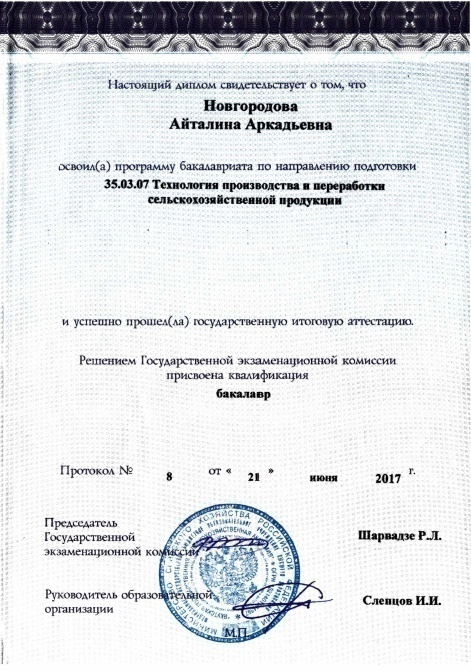 Настоящий диплом свидетельствует о том, что
Новгородова
Айталина Аркадьевна
освоил(а) программу бакалавриата по направлению подготовки
35.03.07 Технология производства и переработки
сельскохозяйственной продукции
и успешно прошел(ла) государственную итоговую аттестацию.
Решением Государственной экзаменационной комиссии
присвоена квалификация
бакалавр
Протокол № 8 от « 21 » июня 2017 г.
Председатель
Государственной
экзаменационной комиссии Шарвадзе Р.Л.
Руководитель образовательной
организации Слепцов И.И.
М.П.